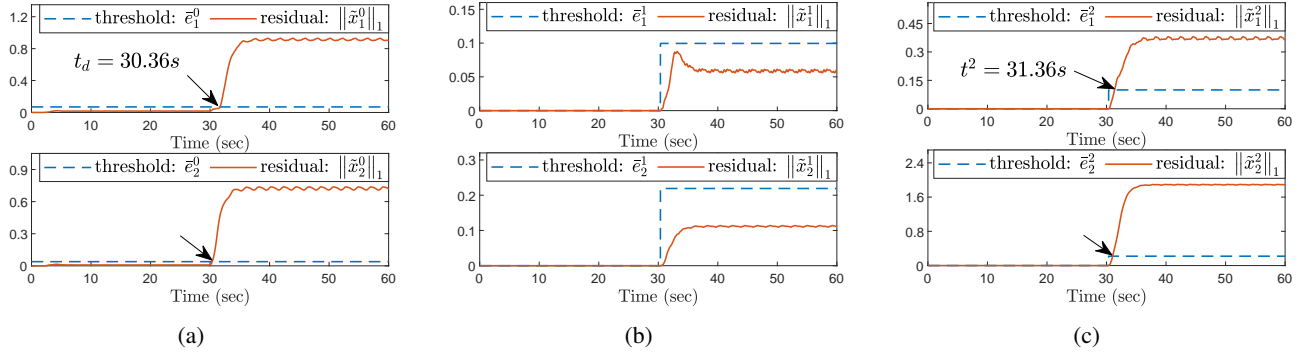 threshold: ē₁⁰ residual: ‖x̃₁⁰‖₁
1.2
0.8
0.4
0
t_d = 30.36s
0 10 20 30 40 50 60
Time (sec)
threshold: ē₂⁰ residual: ‖x̃₂⁰‖₁
0.9
0.6
0.3
0
0 10 20 30 40 50 60
Time (sec)
(a)
threshold: ē₁¹ residual: ‖x̃₁¹‖₁
0.15
0.1
0.05
0
0 10 20 30 40 50 60
Time (sec)
threshold: ē₂¹ residual: ‖x̃₂¹‖₁
0.3
0.2
0.1
0
0 10 20 30 40 50 60
Time (sec)
(b)
threshold: ē₁² residual: ‖x̃₁²‖₁
0.45
0.3
0.15
0
t² = 31.36s
0 10 20 30 40 50 60
Time (sec)
threshold: ē₂² residual: ‖x̃₂²‖₁
2.4
1.6
0.8
0
0 10 20 30 40 50 60
Time (sec)
(c)